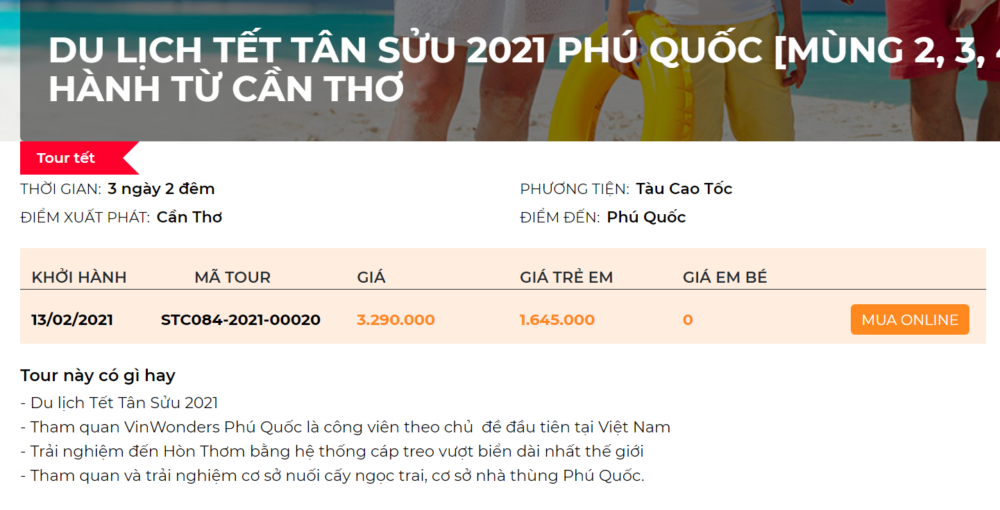 DU LỊCH TẾT TÂN SỬU 2021 PHÚ QUỐC [MÙNG 2, 3,
HÀNH TỪ CẦN THƠ
Tour tết
THỜI GIAN: 3 ngày 2 đêm
PHƯƠNG TIỆN: Tàu Cao Tốc
ĐIỂM XUẤT PHÁT: Cần Thơ
ĐIỂM ĐẾN: Phú Quốc
KHỞI HÀNH MÃ TOUR GIÁ GIÁ TRẺ EM GIÁ EM BÉ
13/02/2021 STC084-2021-00020 3.290.000 1.645.000 0 MUA ONLINE
Tour này có gì hay
- Du lịch Tết Tân Sửu 2021
- Tham quan VinWonders Phú Quốc là công viên theo chủ đề đầu tiên tại Việt Nam
- Trải nghiệm đến Hòn Thơm bằng hệ thống cáp treo vượt biển dài nhất thế giới
- Tham quan và trải nghiệm cơ sở nuối cấy ngọc trai, cơ sở nhà thùng Phú Quốc.